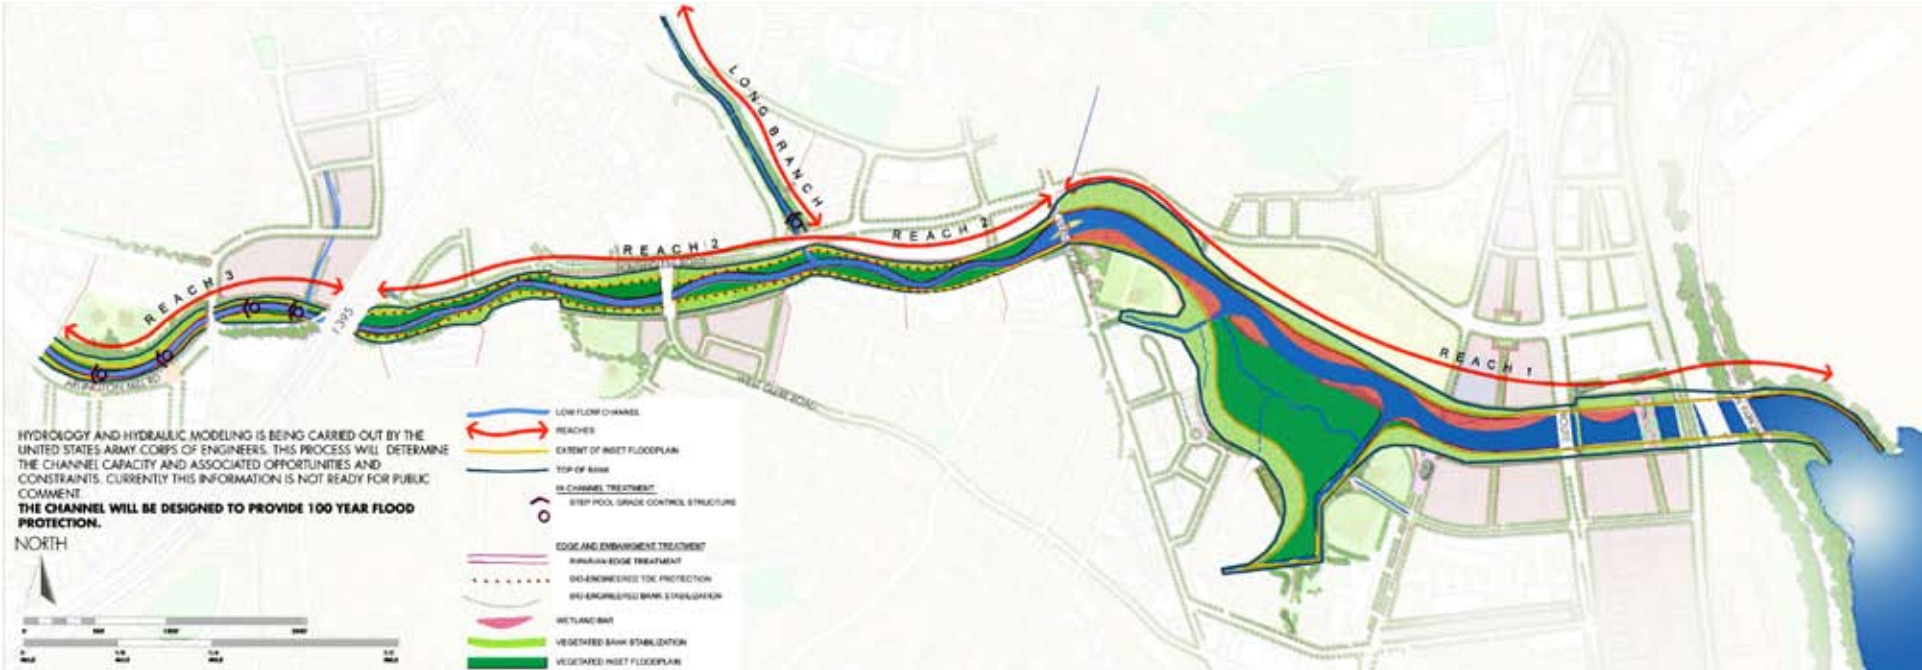 LONG BRANCH
REACH 2
REACH 2
REACH 3
I395
REACH 1
ARLINGTON MILL RD
WEST GLEBE ROAD
HYDROLOGY AND HYDRAULIC MODELING IS BEING CARRIED OUT BY THE
UNITED STATES ARMY CORPS OF ENGINEERS. THIS PROCESS WILL DETERMINE
THE CHANNEL CAPACITY AND ASSOCIATED OPPORTUNITIES AND
CONSTRAINTS. CURRENTLY THIS INFORMATION IS NOT READY FOR PUBLIC
COMMENT.
THE CHANNEL WILL BE DESIGNED TO PROVIDE 100 YEAR FLOOD
PROTECTION.
NORTH
LOW FLOW CHANNEL
REACHES
EXTENT OF INSET FLOODPLAIN
TOP OF BANK
IN-CHANNEL TREATMENT
STEP POOL GRADE CONTROL STRUCTURE
EDGE AND EMBANKMENT TREATMENT
RIPARIAN EDGE TREATMENT
BIO-ENGINEERED TOE PROTECTION
BIO-ENGINEERED BANK STABILIZATION
WETLAND BAR
VEGETATED BANK STABILIZATION
VEGETATED INSET FLOODPLAIN